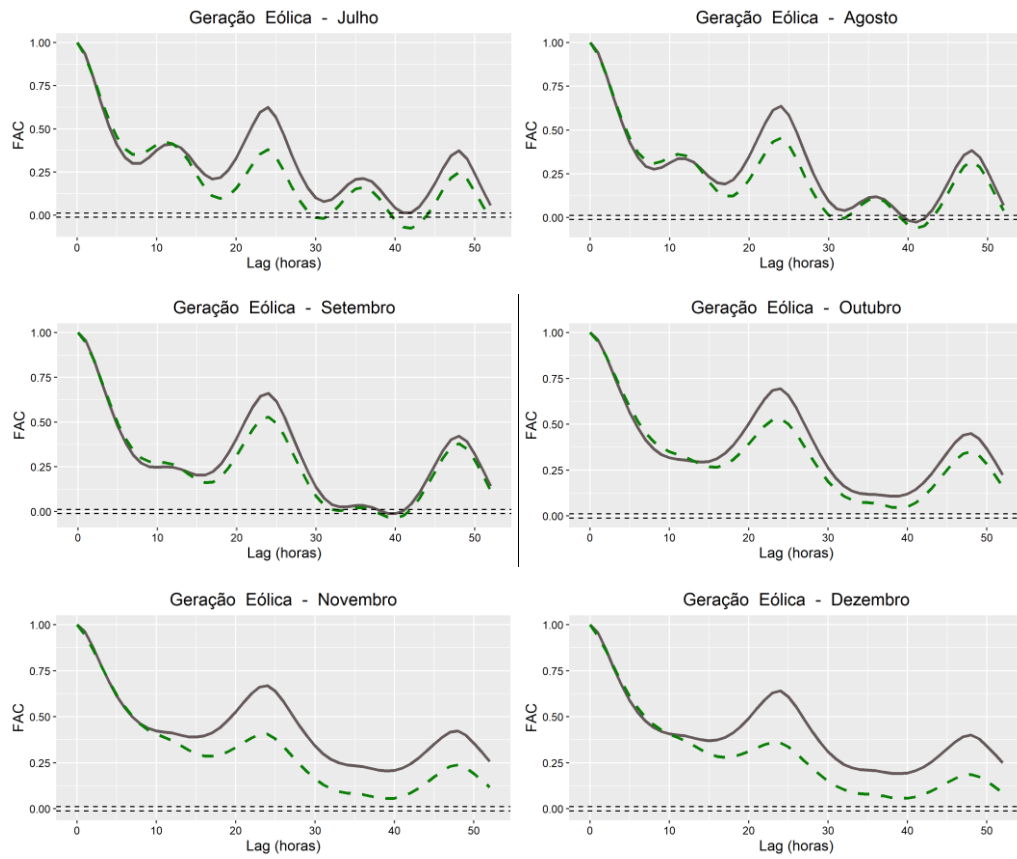 Geração Eólica - Julho
1.00
0.75
0.50
0.25
0.00
FAC
0 10 20 30 40 50
Lag (horas)
Geração Eólica - Agosto
1.00
0.75
0.50
0.25
0.00
FAC
0 10 20 30 40 50
Lag (horas)
Geração Eólica - Setembro
1.00
0.75
0.50
0.25
0.00
FAC
0 10 20 30 40 50
Lag (horas)
Geração Eólica - Outubro
1.00
0.75
0.50
0.25
0.00
FAC
0 10 20 30 40 50
Lag (horas)
Geração Eólica - Novembro
1.00
0.75
0.50
0.25
0.00
FAC
0 10 20 30 40 50
Lag (horas)
Geração Eólica - Dezembro
1.00
0.75
0.50
0.25
0.00
FAC
0 10 20 30 40 50
Lag (horas)